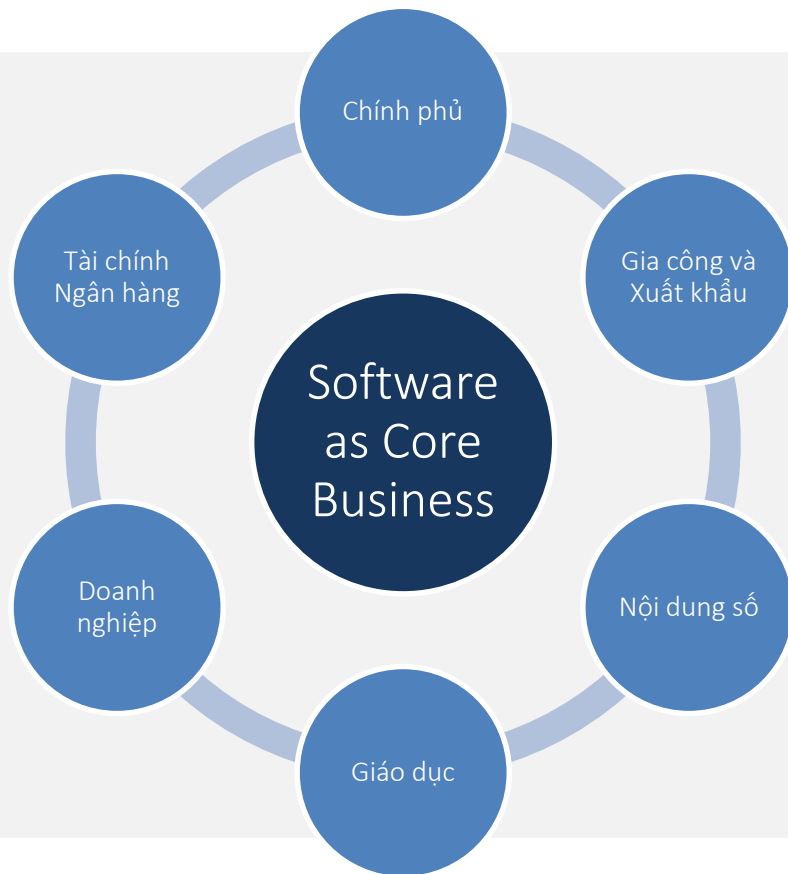 Chính phủ
Gia công và
Xuất khẩu
Nội dung số
Giáo dục
Doanh
nghiệp
Tài chính
Ngân hàng
Software
as Core
Business